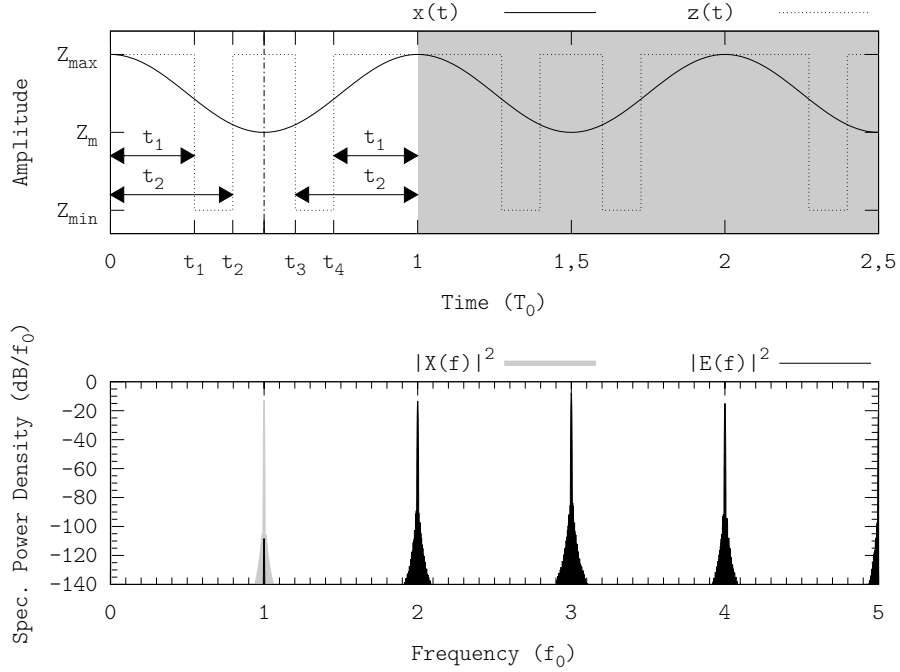 x(t) z(t)
Amplitude
Z_max
Z_m
Z_min
t_1 t_1
t_2 t_2
0 t_1 t_2 t_3 t_4 1 1,5 2 2,5
Time (T_0)
|X(f)|^2 |E(f)|^2
Spec. Power Density (dB/f_0)
0
-20
-40
-60
-80
-100
-120
-140
0 1 2 3 4 5
Frequency (f_0)